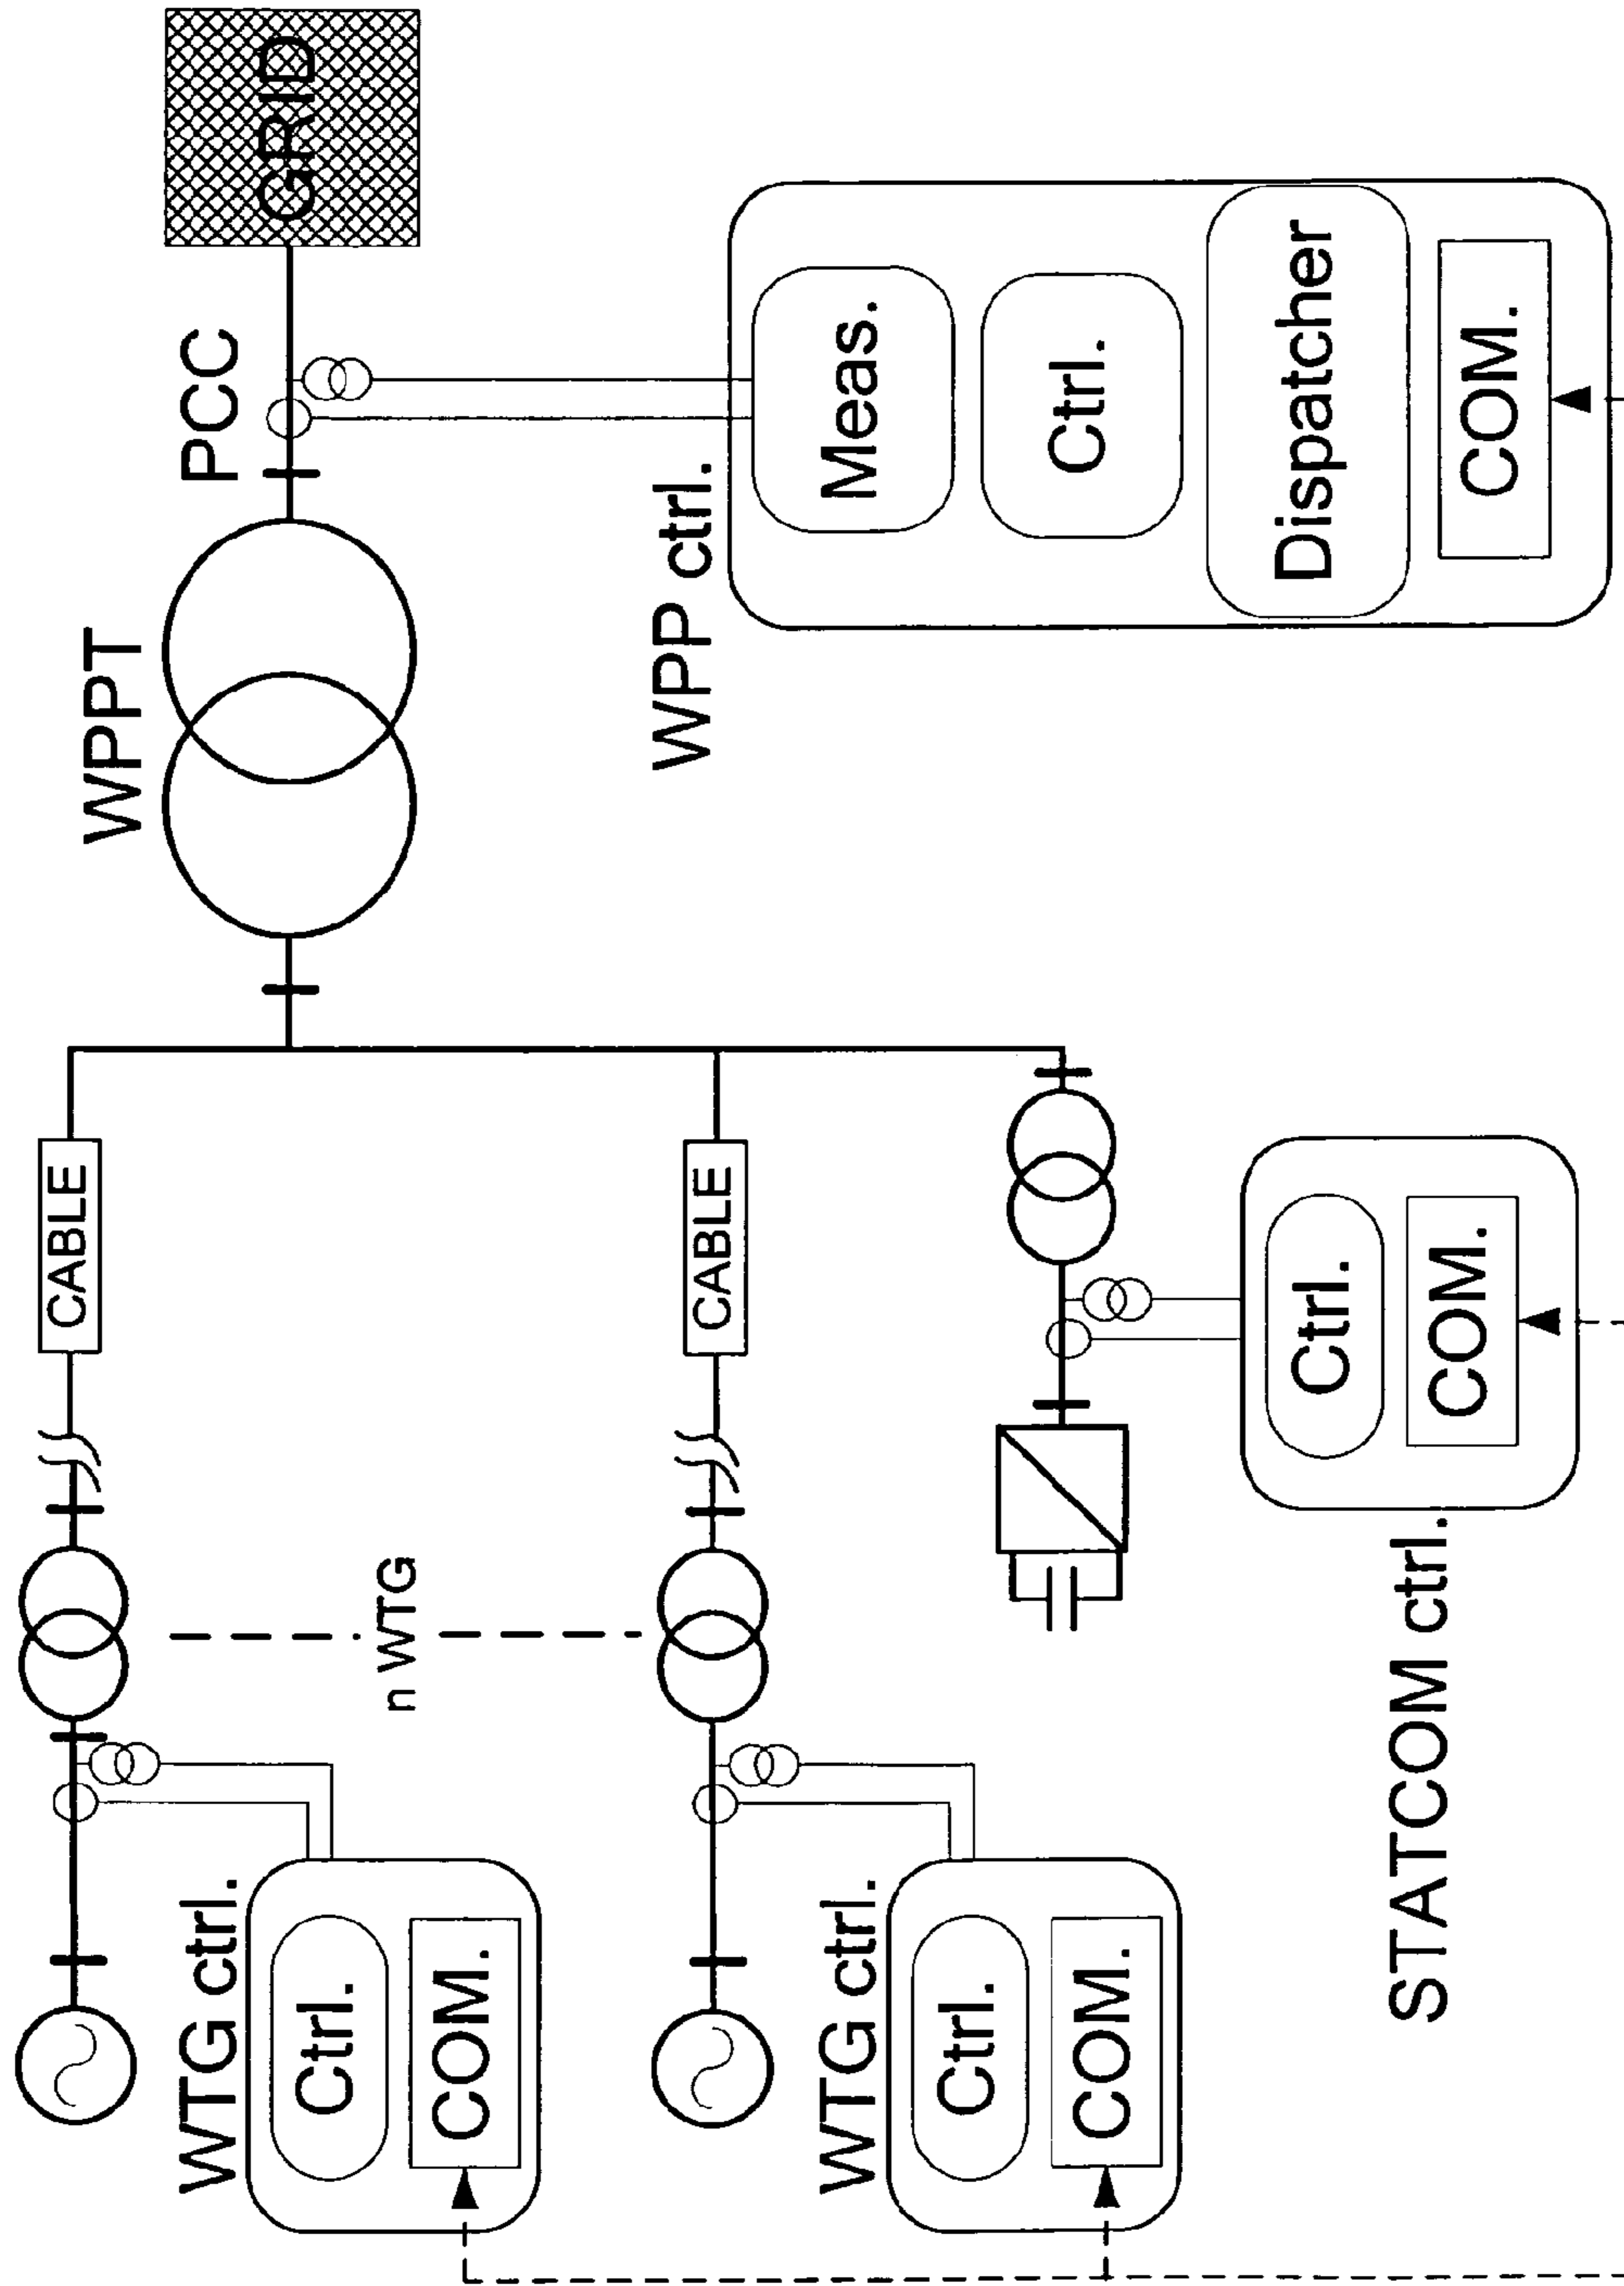 WTG ctrl.
Ctrl.
COM.
CABLE
n WTG
WTG ctrl.
Ctrl.
COM.
CABLE
STATCOM ctrl.
Ctrl.
COM.
WPPT
PCC
GRID
WPP ctrl.
Meas.
Ctrl.
Dispatcher
COM.